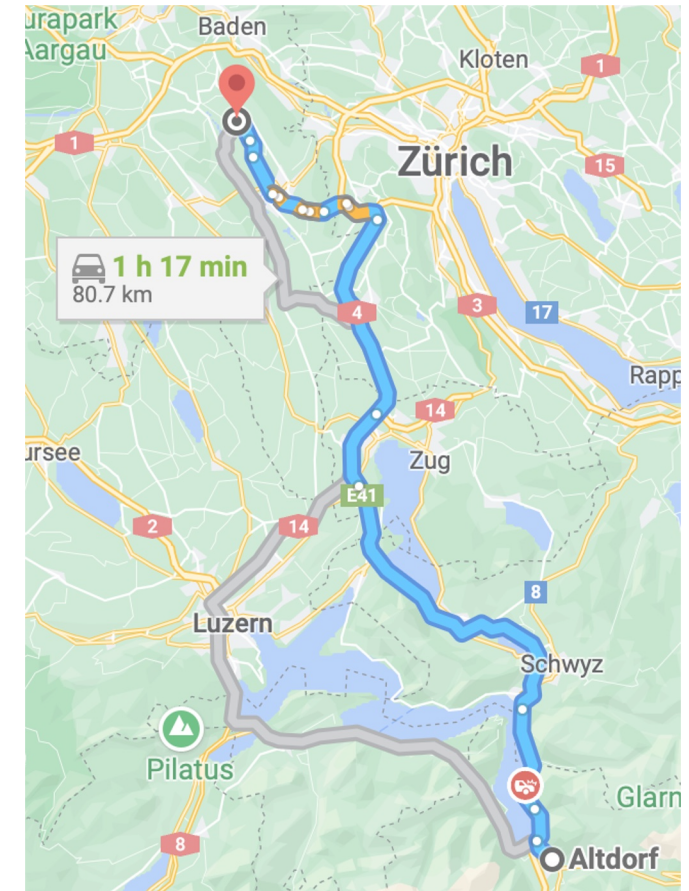 urapark
Aargau
Baden
Kloten
1
1
Zürich
15
1 h 17 min
80.7 km
4
3
17
Rapp
14
ursee
Zug
E41
2
14
8
Luzern
Schwyz
Pilatus
Glarn
8
Altdorf